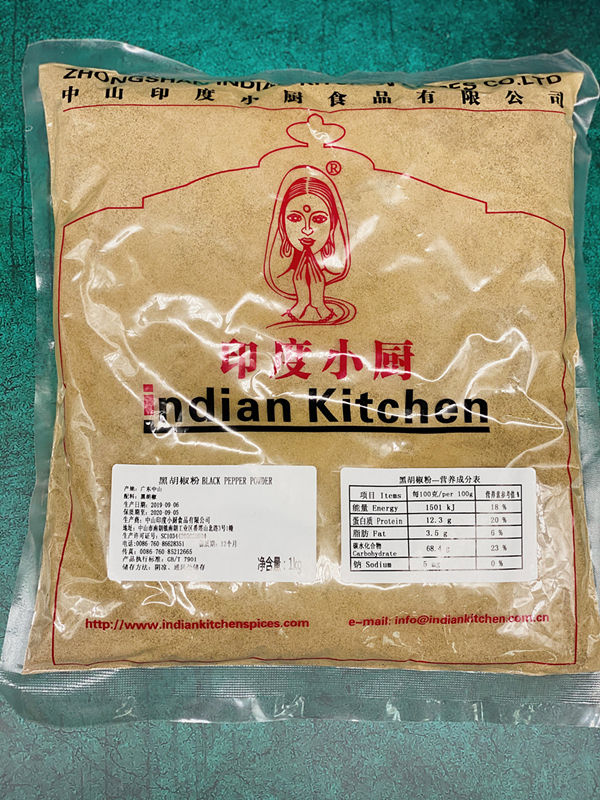 ZHONGSHAN INDIAN KITCHEN SPICES CO.LTD
中山印度小厨食品有限公司
®
印度小厨
Indian Kitchen
黑胡椒粉 BLACK PEPPER POWDER
产地: 广东中山
配料: 黑胡椒
生产日期:2019-09-06
保质期至:2020-09-05
生产商: 中山印度小厨食品有限公司
生产许可证号: SC1034
电话:0086-760 86628351 保质期: 12个月
传真: 0086-760 85212665
产品执行标准: GB/T 7901
储存方法: 阴凉、通风处储存
净含量: 1kg
黑胡椒粉—营养成分表
项目 Items 每100克/per 100g 营养素参考值%
能量 Energy 1501 kJ 18 %
蛋白质 Protein 12.3 g 20 %
脂肪 Fat 3.5 g 6 %
碳水化合物 Carbohydrate 68.4 g 23 %
钠 Sodium 5 mg 0 %
http://www.indiankitchenspices.com
e-mail: info@indiankitchen.com.cn